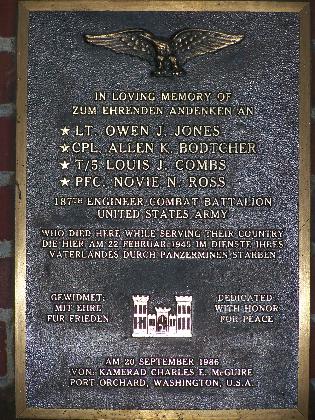 IN LOVING MEMORY OF
ZUM EHRENDEN ANDENKEN AN
★ LT. OWEN J. JONES
★ CPL. ALLEN K. BODTCHER
★ T/5 LOUIS J. COMBS
★ PFC. NOVIE N. ROSS
187TH ENGINEER COMBAT BATTALION
UNITED STATES ARMY
WHO DIED HERE WHILE SERVING THEIR COUNTRY
DIE HIER AM 22 FEBRUAR 1945 IM DIENSTE IHRES
VATERLANDES DURCH PANZERMINEN STARBEN
GEWIDMET:
MIT EHRE
FUR FRIEDEN
DEDICATED
WITH HONOR
FOR PEACE
AM 20 SEPTEMBER 1986
VON: KAMERAD CHARLES E. McGUIRE
PORT ORCHARD, WASHINGTON, U.S.A.